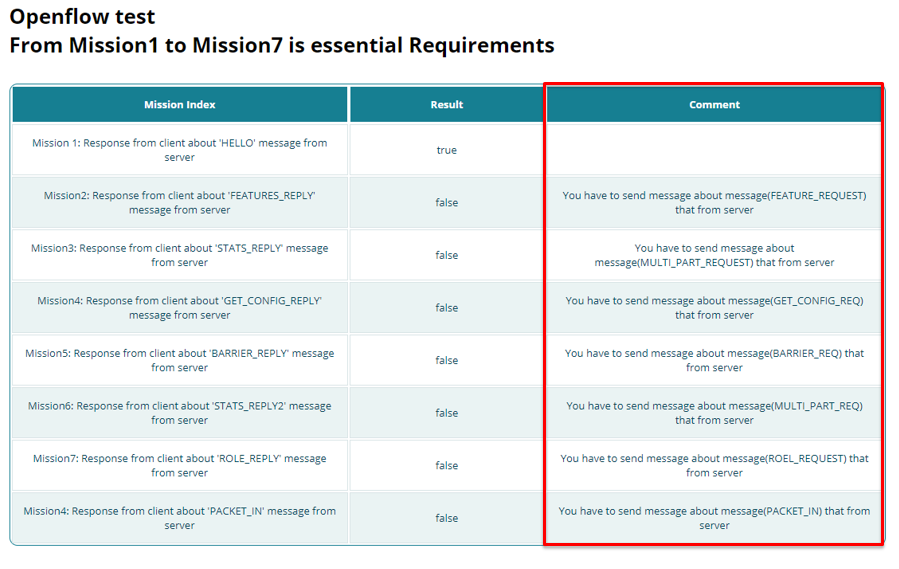 Openflow test
From Mission1 to Mission7 is essential Requirements
Mission Index
Result
Comment
Mission 1: Response from client about 'HELLO' message from
server
true
Mission2: Response from client about 'FEATURES_REPLY'
message from server
false
You have to send message about message(FEATURE_REQUEST)
that from server
Mission3: Response from client about 'STATS_REPLY' message
from server
false
You have to send message about
message(MULTI_PART_REQUEST) that from server
Mission4: Response from client about 'GET_CONFIG_REPLY'
message from server
false
You have to send message about message(GET_CONFIG_REQ)
that from server
Mission5: Response from client about 'BARRIER_REPLY' message
from server
false
You have to send message about message(BARRIER_REQ) that
from server
Mission6: Response from client about 'STATS_REPLY2' message
from server
false
You have to send message about message(MULTI_PART_REQ)
that from server
Mission7: Response from client about 'ROLE_REPLY' message
from server
false
You have to send message about message(ROEL_REQUEST) that
from server
Mission4: Response from client about 'PACKET_IN' message from
server
false
You have to send message about message(PACKET_IN) that from
server